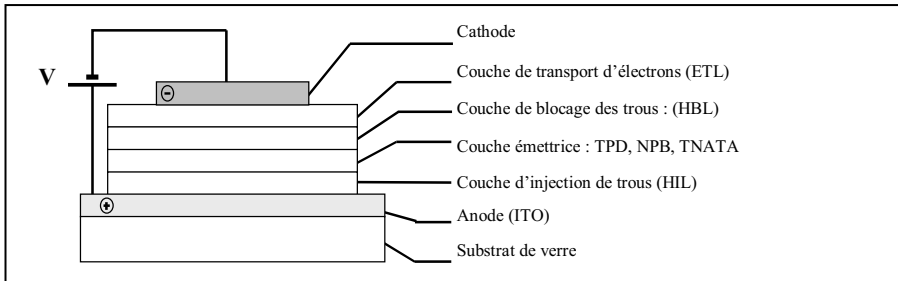 Cathode
V
Couche de transport d’électrons (ETL)
⊖
Couche de blocage des trous : (HBL)
Couche émettrice : TPD, NPB, TNATA
Couche d’injection de trous (HIL)
⊕
Anode (ITO)
Substrat de verre